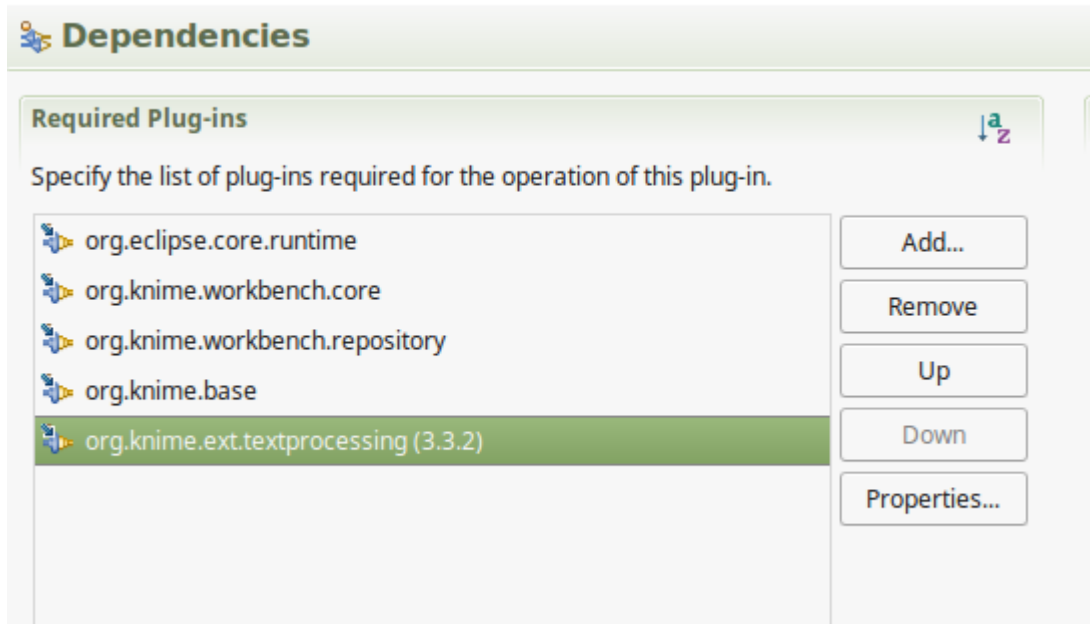 Dependencies
Required Plug-ins
a
z
Specify the list of plug-ins required for the operation of this plug-in.
org.eclipse.core.runtime
org.knime.workbench.core
org.knime.workbench.repository
org.knime.base
org.knime.ext.textprocessing (3.3.2)
Add...
Remove
Up
Down
Properties...